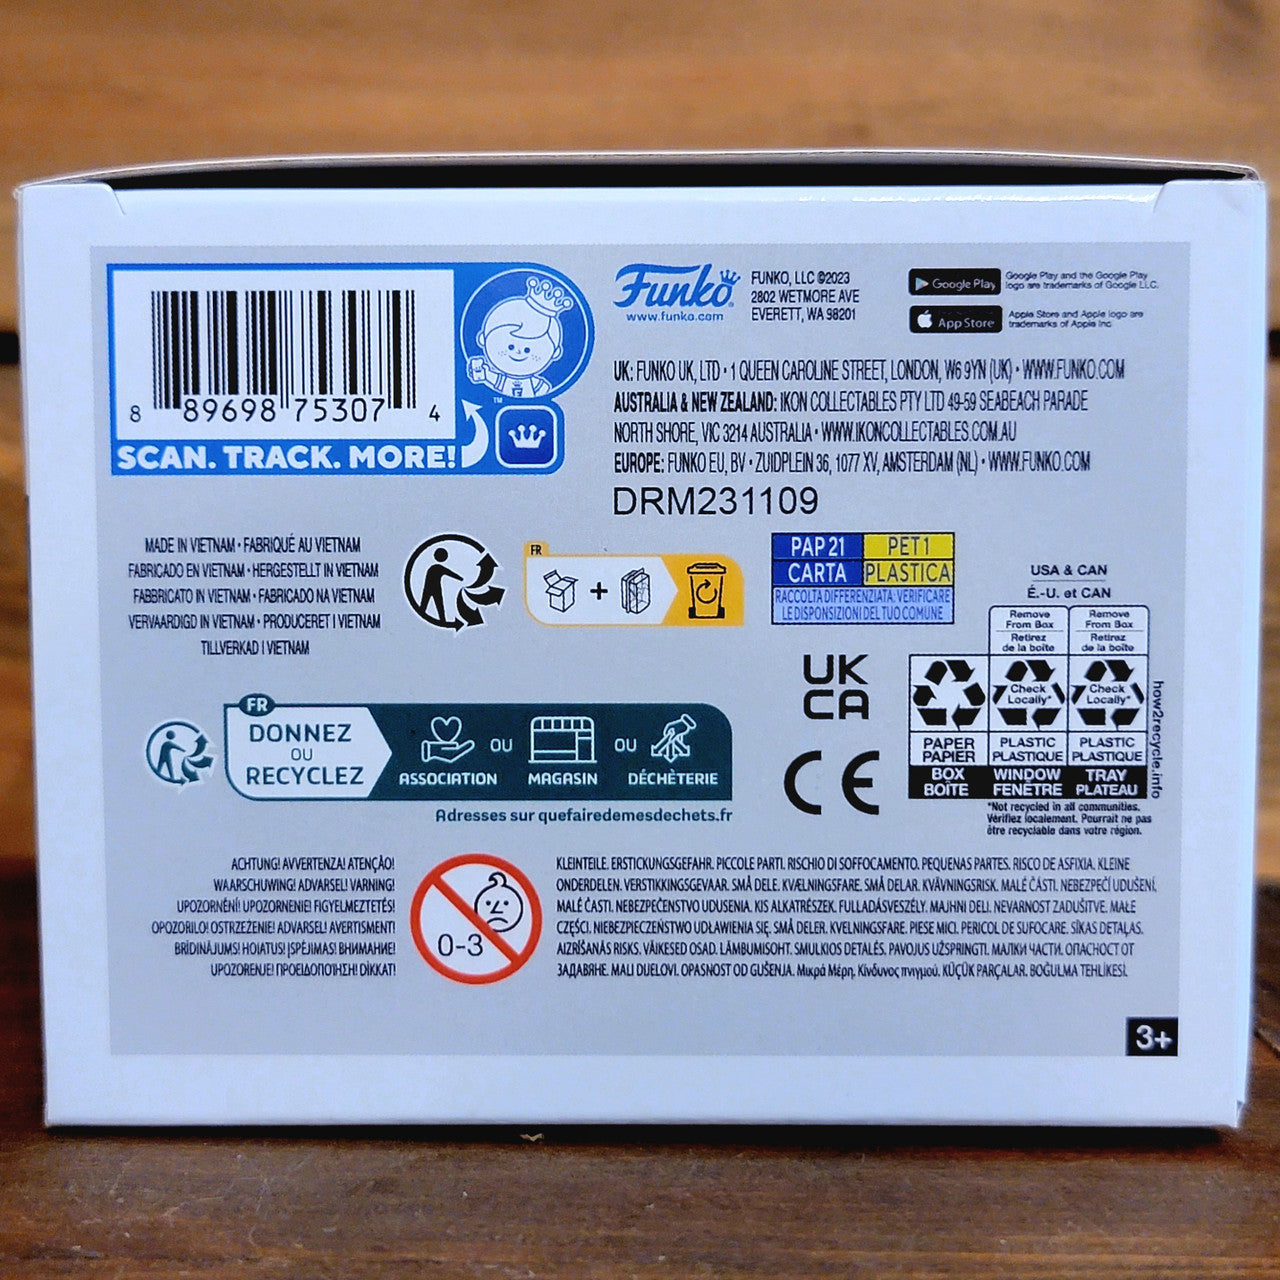 8 89698 75307 4
SCAN. TRACK. MORE!
™
Funko
www.funko.com
FUNKO, LLC ©2023
2802 WETMORE AVE
EVERETT, WA 98201
Google Play
Google Play and the Google Play
logo are trademarks of Google LLC.
App Store
Apple Store and Apple logo are
trademarks of Apple Inc
UK: FUNKO UK, LTD • 1 QUEEN CAROLINE STREET, LONDON, W6 9YN (UK) • WWW.FUNKO.COM
AUSTRALIA & NEW ZEALAND: IKON COLLECTABLES PTY LTD 49-59 SEABEACH PARADE
NORTH SHORE, VIC 3214 AUSTRALIA • WWW.IKONCOLLECTABLES.COM.AU
EUROPE: FUNKO EU, BV • ZUIDPLEIN 36, 1077 XV, AMSTERDAM (NL) • WWW.FUNKO.COM
DRM231109
MADE IN VIETNAM • FABRIQUÉ AU VIETNAM
FABRICADO EN VIETNAM • HERGESTELLT IN VIETNAM
FABBRICATO IN VIETNAM • FABRICADO NA VIETNAM
VERVAARDIGD IN VIETNAM • PRODUCERET I VIETNAM
TILLVERKAD I VIETNAM
FR
+
PAP 21
PET 1
CARTA
PLASTICA
RACCOLTA DIFFERENZIATA: VERIFICARE
LE DISPOSIZIONI DEL TUO COMUNE
USA & CAN
É.-U. et CAN
Remove
From Box
Retirez
de la boîte
Remove
From Box
Retirez
de la boîte
Check
Locally*
Check
Locally*
PAPER
PAPIER
PLASTIC
PLASTIQUE
PLASTIC
PLASTIQUE
BOX
BOÎTE
WINDOW
FENÊTRE
TRAY
PLATEAU
how2recycle.info
*Not recycled in all communities.
Vérifiez localement. Pourrait ne pas
être recyclable dans votre région.
UK
CA
CE
FR
DONNEZ
OU
RECYCLEZ
ASSOCIATION
OU
MAGASIN
OU
DÉCHÈTERIE
Adresses sur quefairedemesdechets.fr
ACHTUNG! AVVERTENZA! ATENÇÃO!
WAARSCHUWING! ADVARSEL! VARNING!
UPOZORNĚNÍ! UPOZORNENIE! FIGYELMEZTETÉS!
OPOZORILO! OSTRZEŻENIE! ADVARSEL! AVERTISMENT!
BRĪDINĀJUMS! HOIATUS! ĮSPĖJIMAS! ВНИМАНИЕ!
UPOZORENJE! ΠΡΟΕΙΔΟΠΟΙΗΣΗ! DİKKAT!
0-3
KLEINTEILE. ERSTICKUNGSGEFAHR. PICCOLE PARTI. RISCHIO DI SOFFOCAMENTO. PEQUENAS PARTES. RISCO DE ASFIXIA. KLEINE
ONDERDELEN. VERSTIKKINGSGEVAAR. SMÅ DELE. KVÆLNINGSFARE. SMÅ DELAR. KVÄVNINGSRISK. MALÉ ČÁSTI. NEBEZPEČÍ UDUŠENÍ.
MALÉ ČASTI. NEBEZPEČENSTVO UDUSENIA. KIS ALKATRÉSZEK. FULLADÁSVESZÉLY. MAJHNI DELI. NEVARNOST ZADUŠITVE. MAŁE
CZĘŚCI. NIEBEZPIECZEŃSTWO UDŁAWIENIA SIĘ. SMÅ DELER. KVELNINGSFARE. PIESE MICI. PERICOL DE SUFOCARE. SĪKAS DETAĻAS.
AIZRĪŠANĀS RISKS. VÄIKESED OSAD. LÄMBUMISOHT. SMULKIOS DETALĖS. PAVOJUS UŽSPRINGTI. МАЛКИ ЧАСТИ. ОПАСНОСТ ОТ
ЗАДАВЯНЕ. MALI DIJELOVI. OPASNOST OD GUŠENJA. Μικρά Μέρη. Κίνδυνος πνιγμού. KÜÇÜK PARÇALAR. BOĞULMA TEHLİKESİ.
3+